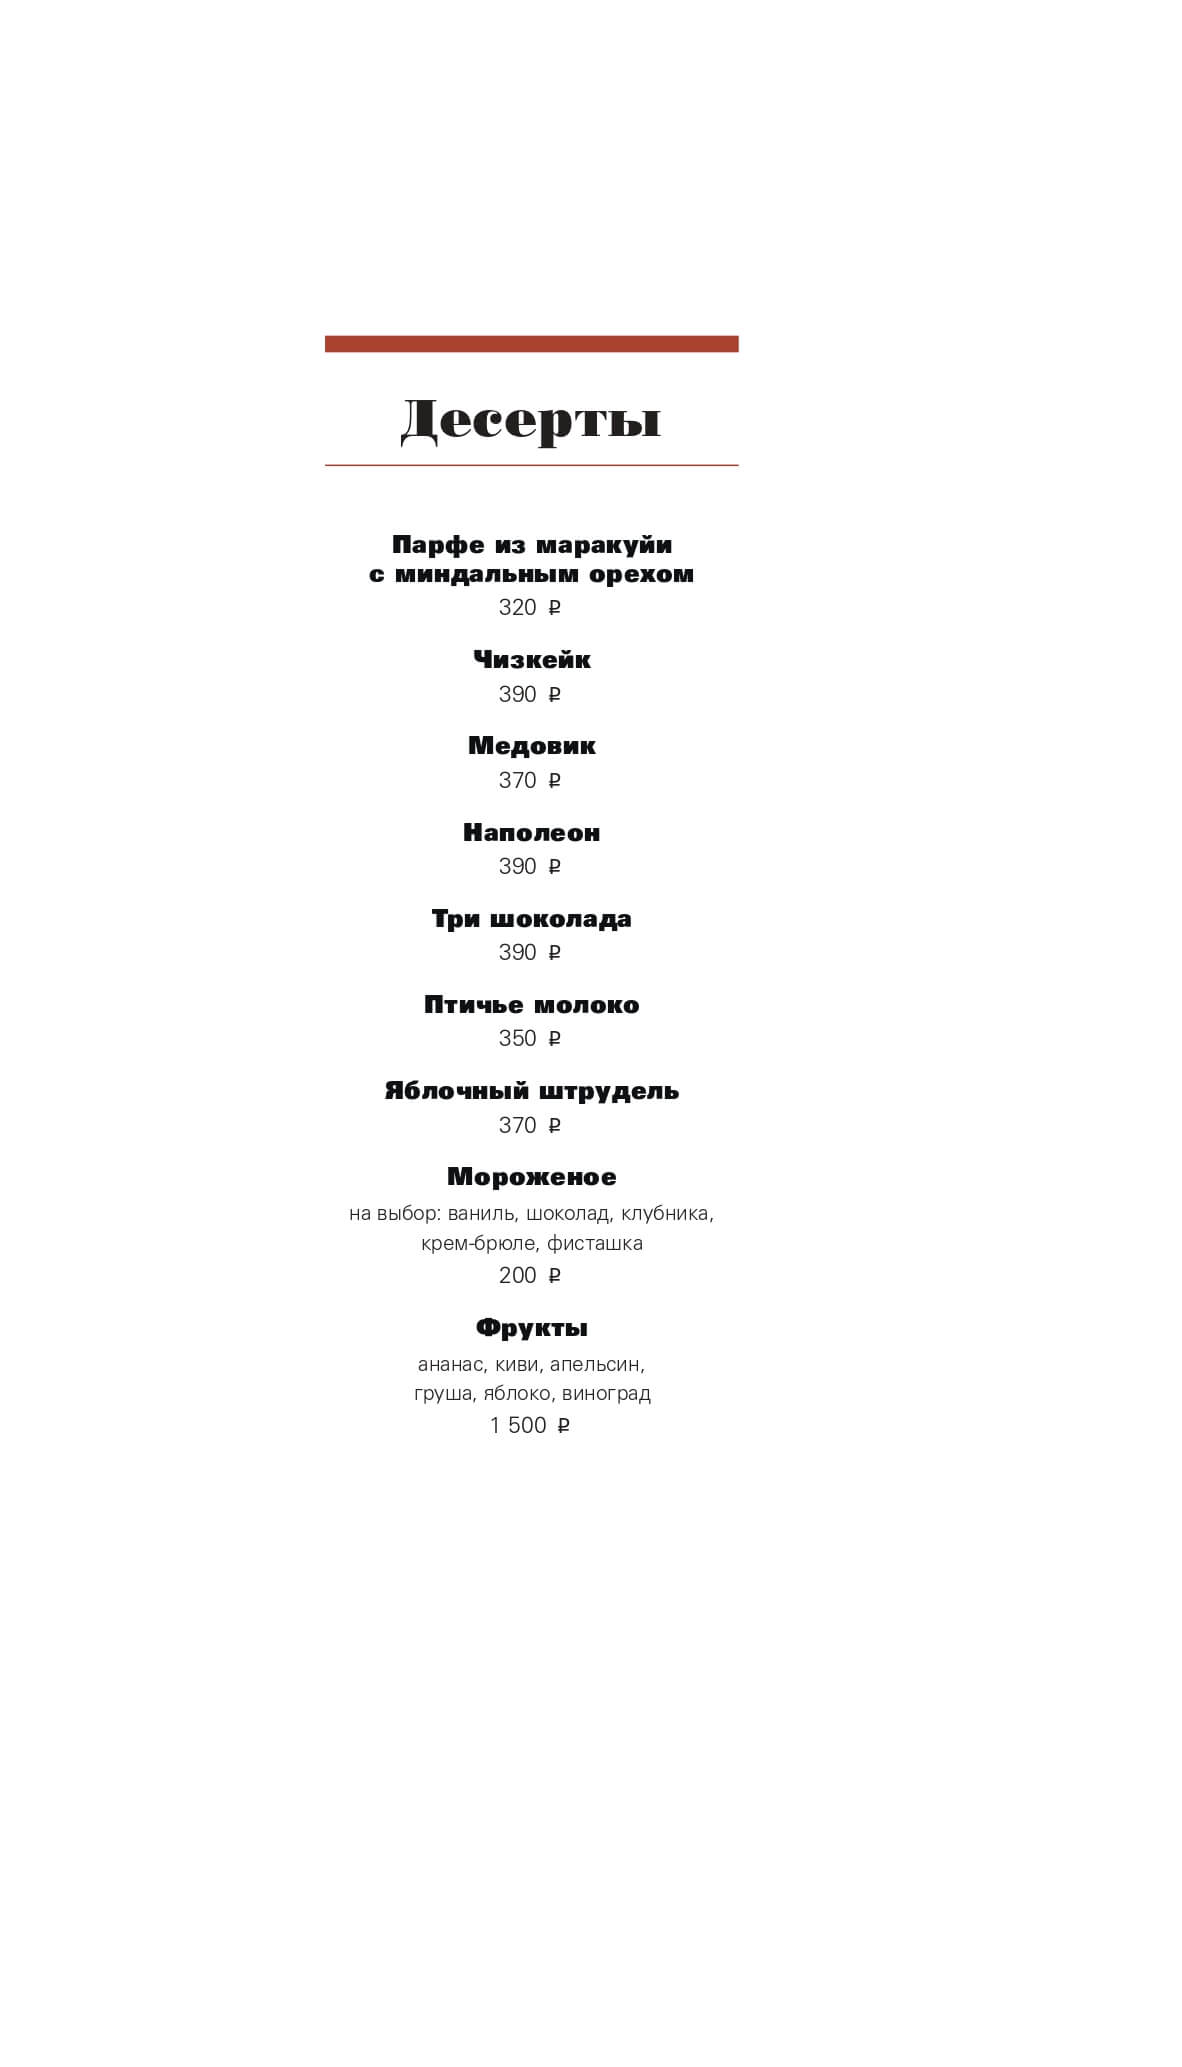 Десерты
Парфе из маракуйи
с миндальным орехом
320 ₽
Чизкейк
390 ₽
Медовик
370 ₽
Наполеон
390 ₽
Три шоколада
390 ₽
Птичье молоко
350 ₽
Яблочный штрудель
370 ₽
Мороженое
на выбор: ваниль, шоколад, клубника,
крем-брюле, фисташка
200 ₽
Фрукты
ананас, киви, апельсин,
груша, яблоко, виноград
1 500 ₽